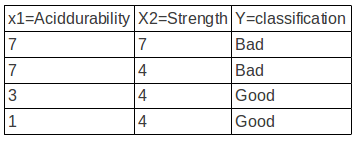 x1=Aciddurability X2=Strength Y=classification
7 7 Bad
7 4 Bad
3 4 Good
1 4 Good